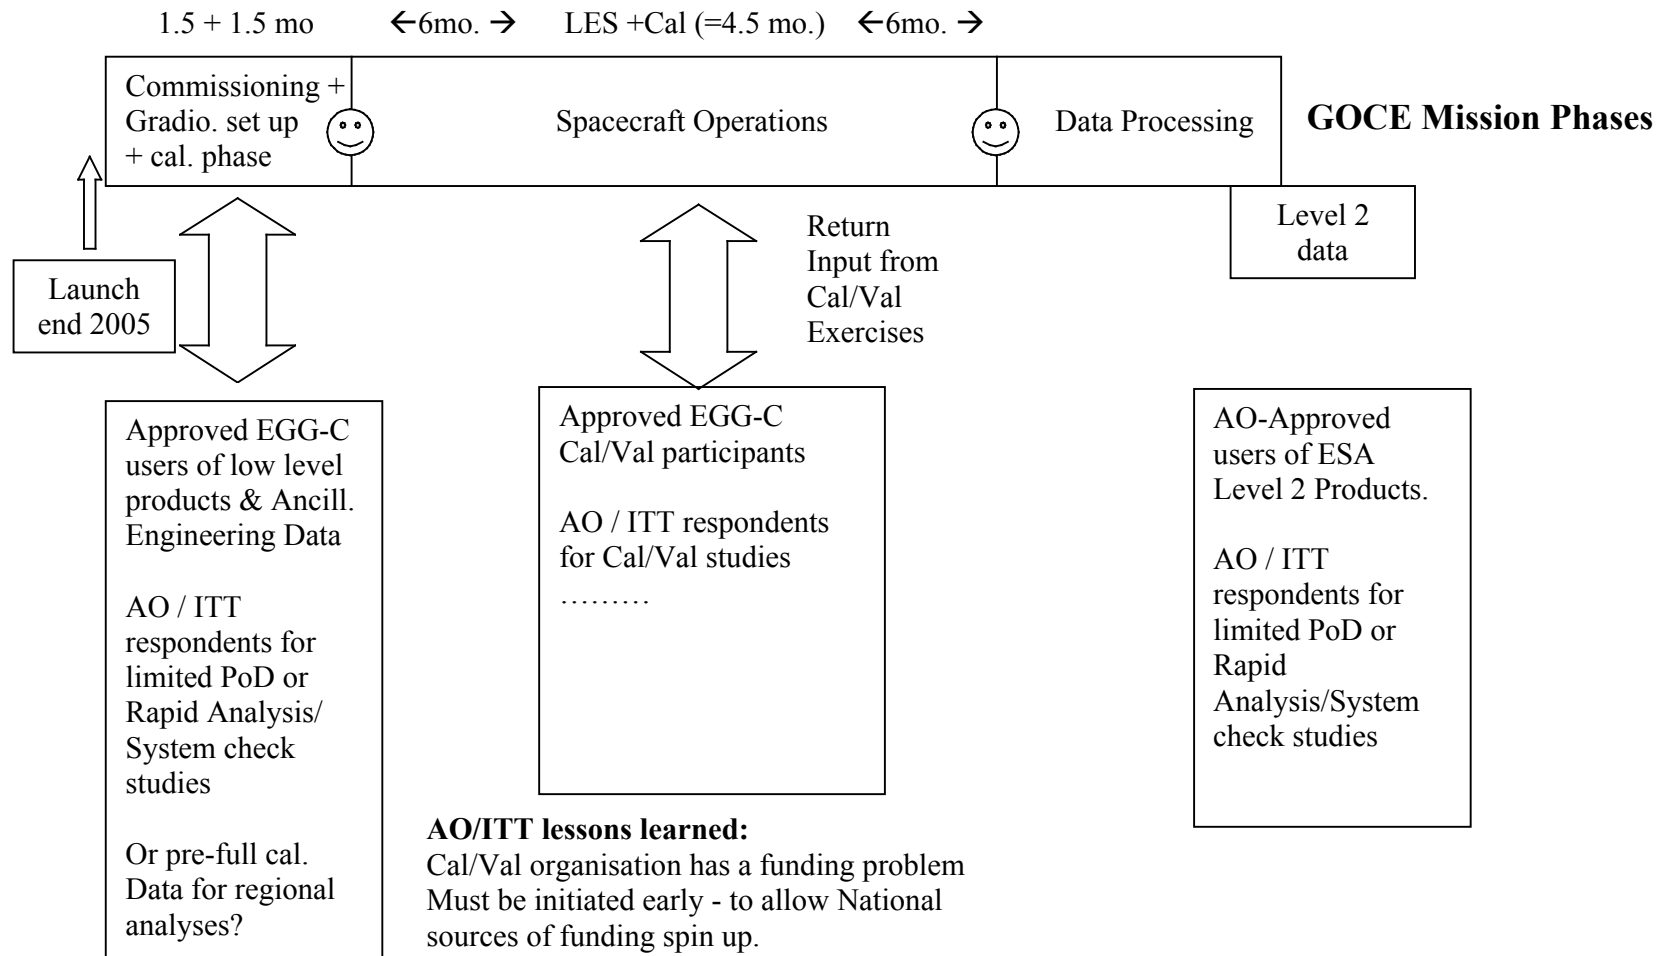 1.5 + 1.5 mo
←6mo. →
LES +Cal (=4.5 mo.)
←6mo. →
Commissioning +
Gradio. set up
+ cal. phase
Spacecraft Operations
Data Processing
GOCE Mission Phases
Level 2
data
Launch
end 2005
Return
Input from
Cal/Val
Exercises
Approved EGG-C
users of low level
products & Ancill.
Engineering Data
AO / ITT
respondents for
limited PoD or
Rapid Analysis/
System check
studies
Or pre-full cal.
Data for regional
analyses?
Approved EGG-C
Cal/Val participants
AO / ITT respondents
for Cal/Val studies
………
AO-Approved
users of ESA
Level 2 Products.
AO / ITT
respondents for
limited PoD or
Rapid
Analysis/System
check studies
AO/ITT lessons learned:
Cal/Val organisation has a funding problem
Must be initiated early - to allow National
sources of funding spin up.